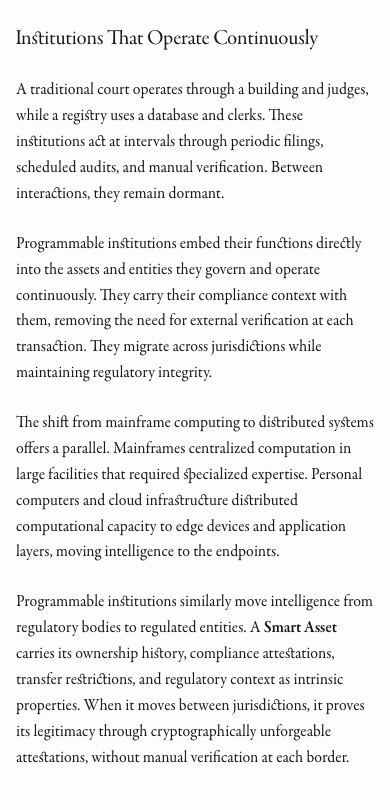 Institutions That Operate Continuously
A traditional court operates through a building and judges,
while a registry uses a database and clerks. These
institutions act at intervals through periodic filings,
scheduled audits, and manual verification. Between
interactions, they remain dormant.
Programmable institutions embed their functions directly
into the assets and entities they govern and operate
continuously. They carry their compliance context with
them, removing the need for external verification at each
transaction. They migrate across jurisdictions while
maintaining regulatory integrity.
The shift from mainframe computing to distributed systems
offers a parallel. Mainframes centralized computation in
large facilities that required specialized expertise. Personal
computers and cloud infrastructure distributed
computational capacity to edge devices and application
layers, moving intelligence to the endpoints.
Programmable institutions similarly move intelligence from
regulatory bodies to regulated entities. A Smart Asset
carries its ownership history, compliance attestations,
transfer restrictions, and regulatory context as intrinsic
properties. When it moves between jurisdictions, it proves
its legitimacy through cryptographically unforgeable
attestations, without manual verification at each border.